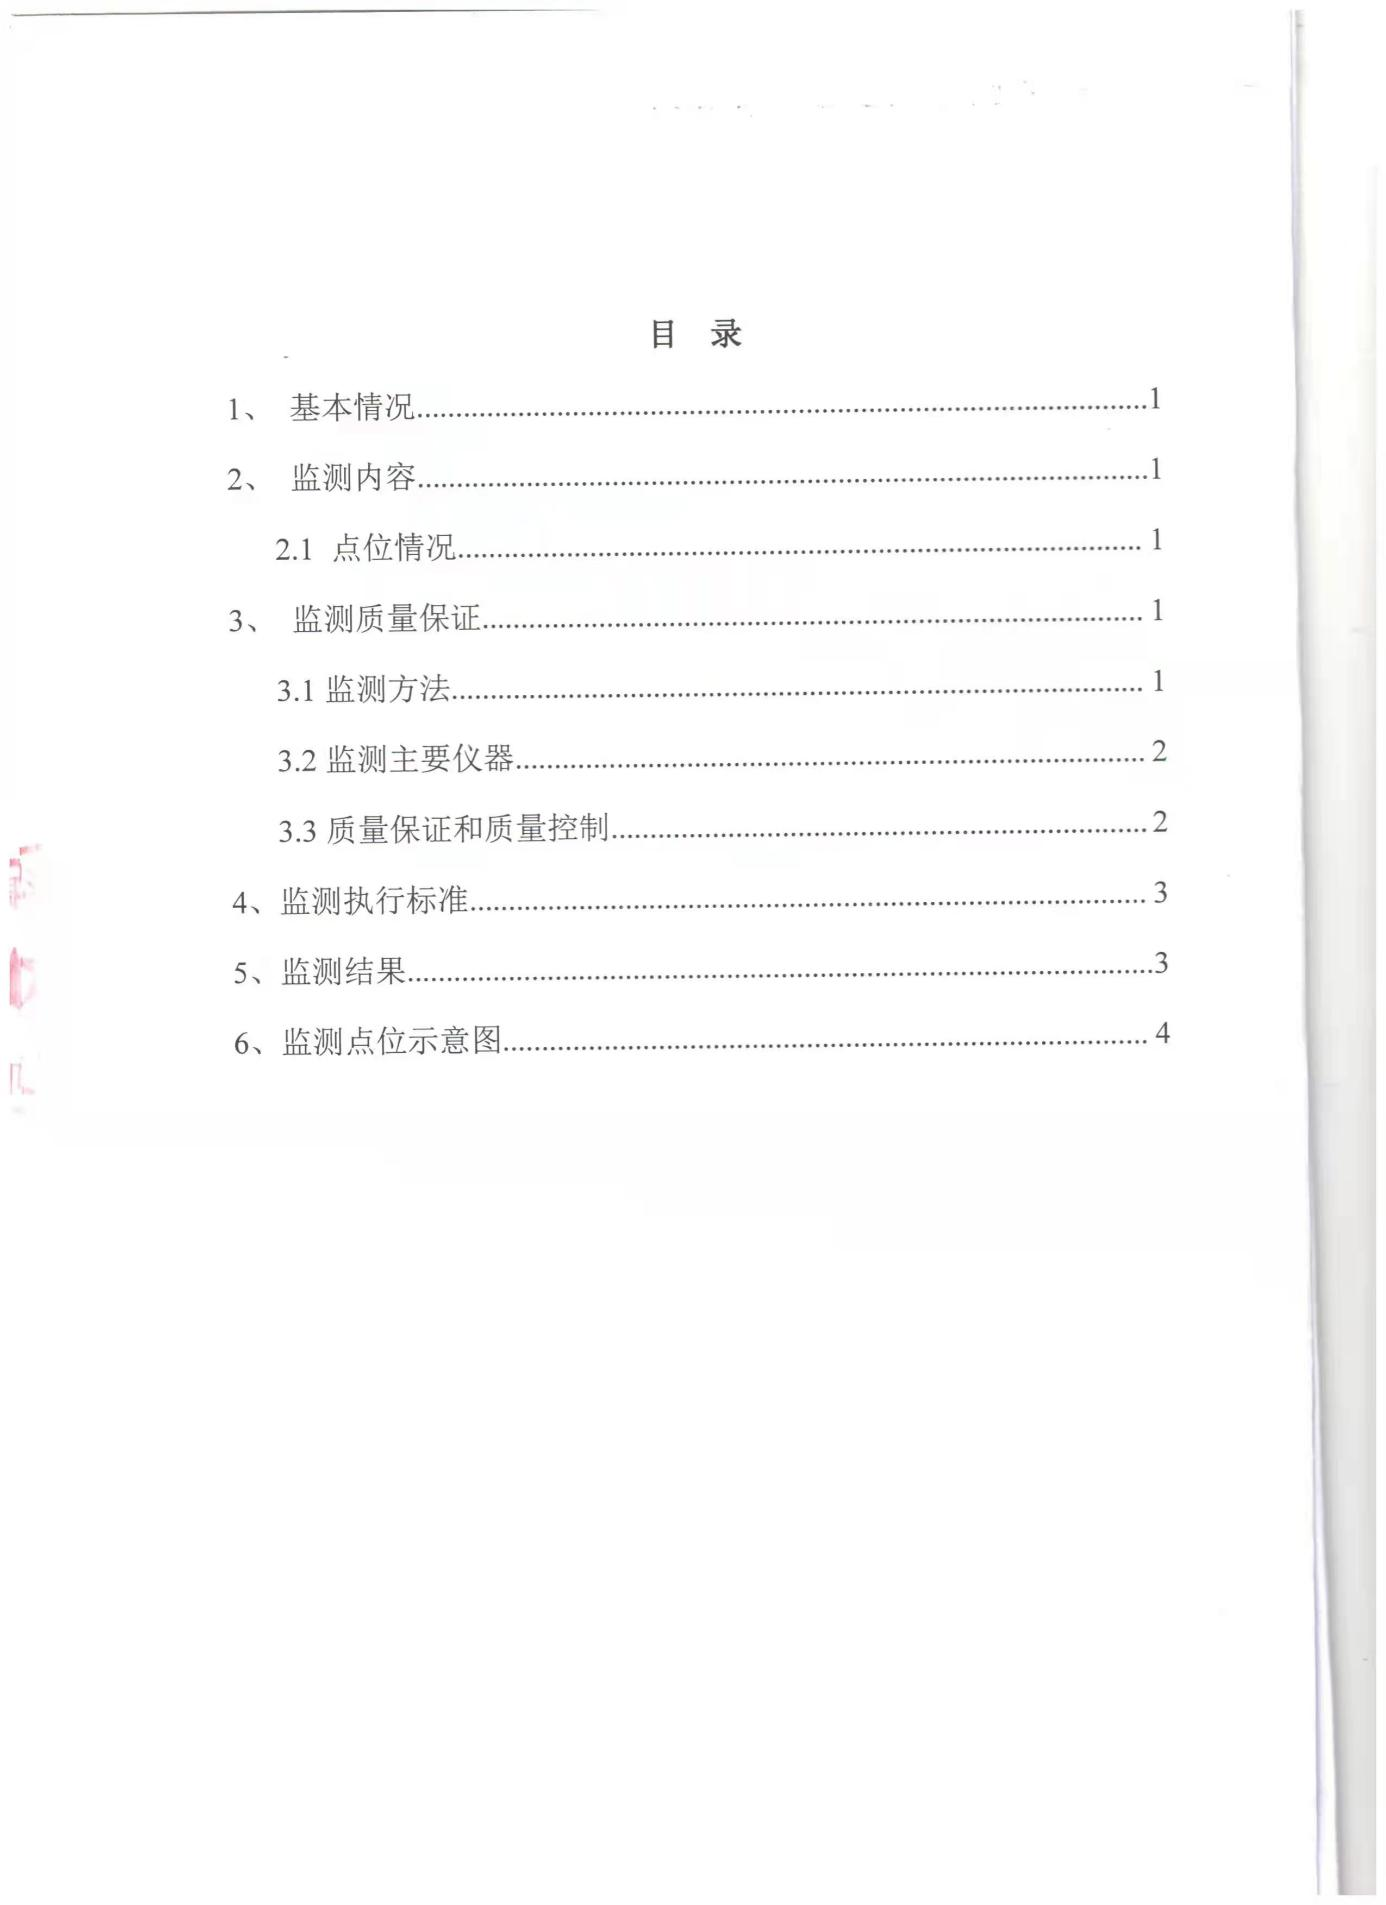 目 录
1、 基本情况........................................1
2、 监测内容........................................1
2.1 点位情况........................................ 1
3、 监测质量保证........................................ 1
3.1 监测方法........................................ 1
3.2 监测主要仪器........................................ 2
3.3 质量保证和质量控制........................................ 2
4、监测执行标准........................................ 3
5、监测结果........................................3
6、监测点位示意图........................................ 4